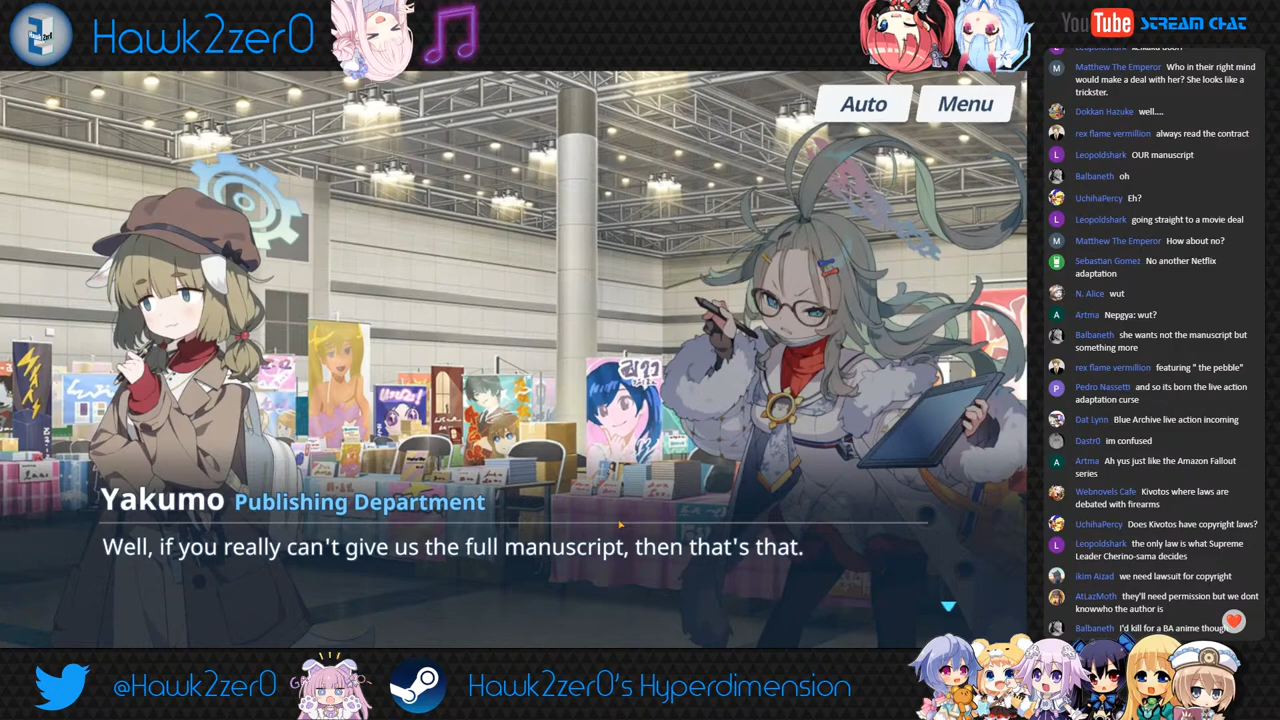 Hawk2zer0
YouTube STREAM CHAT
Auto
Menu
Matthew The Emperor Who in their right mind
would make a deal with her? She looks like a
trickster.
Dokkan Hazuke well....
rex flame vermillion always read the contract
Leopoldshark OUR manuscript
Balbaneth oh
UchihaPercy Eh?
Leopoldshark going straight to a movie deal
Matthew The Emperor How about no?
Sebastian Gomez No another Netflix
adaptation
N. Alice wut
Artma Nepgya: wut?
Balbaneth she wants not the manuscript but
something more
rex flame vermillion featuring " the pebble"
Pedro Nassetti and so its born the live action
adaptation curse
Dat Lynn Blue Archive live action incoming
Dastr0 im confused
Artma Ah yus just like the Amazon Fallout
series
Webnovels Cafe Kivotos where laws are
debated with firearms
UchihaPercy Does Kivotos have copyright laws?
Leopoldshark the only law is what Supreme
Leader Cherino-sama decides
ikim Aizad we need lawsuit for copyright
AtLazMoth they'll need permission but we dont
knowwho the author is
Balbaneth I'd kill for a BA anime though
Yakumo Publishing Department
Well, if you really can't give us the full manuscript, then that's that.
@Hawk2zer0
Hawk2zer0's Hyperdimension